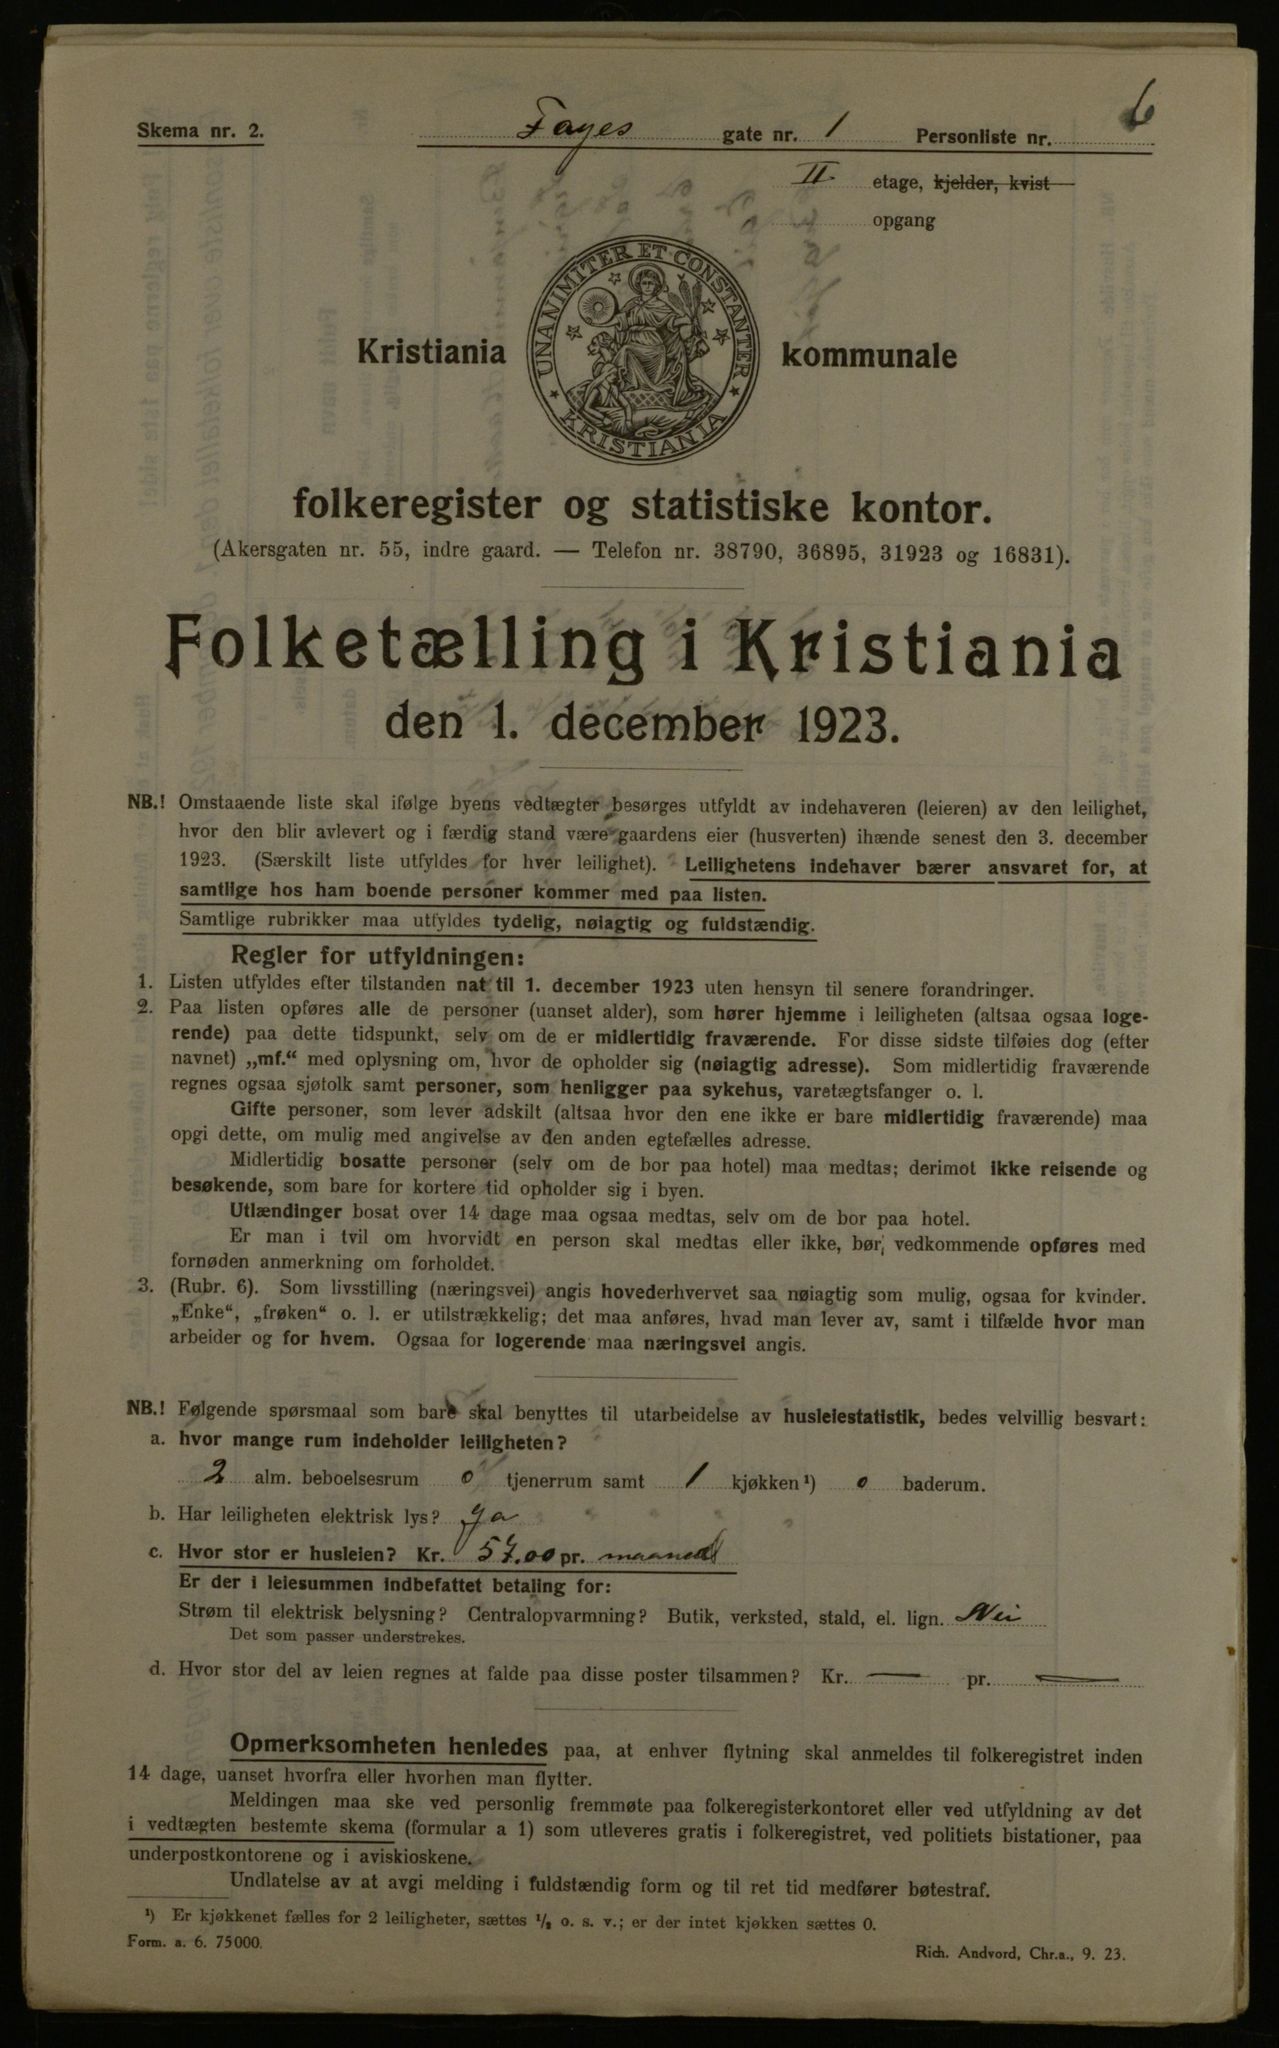 Skema nr. 2.
Fayes gate nr. 1 Personliste nr. 6
II etage, kjelder, kvist
opgang
UNANIMITER ET CONSTANTER
KRISTIANIA
Kristiania kommunale
folkeregister og statistiske kontor.
(Akersgaten nr. 55, indre gaard. — Telefon nr. 38790, 36895, 31923 og 16831).
Folketælling i Kristiania
den 1. december 1923.
NB.! Omstaaende liste skal ifølge byens vedtægter besørges utfyldt av indehaveren (leieren) av den leilighet,
hvor den blir avlevert og i færdig stand være gaardens eier (husverten) ihænde senest den 3. december
1923. (Særskilt liste utfyldes for hver leilighet). Leilighetens indehaver bærer ansvaret for, at
samtlige hos ham boende personer kommer med paa listen.
Samtlige rubrikker maa utfyldes tydelig, nøiagtig og fuldstændig.
Regler for utfyldningen:
1. Listen utfyldes efter tilstanden nat til 1. december 1923 uten hensyn til senere forandringer.
2. Paa listen opføres alle de personer (uanset alder), som hører hjemme i leiligheten (altsaa ogsaa loge-
rende) paa dette tidspunkt, selv om de er midlertidig fraværende. For disse sidste tilføies dog (efter
navnet) „mf.“ med oplysning om, hvor de opholder sig (nøiagtig adresse). Som midlertidig fraværende
regnes ogsaa sjøfolk samt personer, som henligger paa sykehus, varetægtsfanger o. l.
Gifte personer, som lever adskilt (altsaa hvor den ene ikke er bare midlertidig fraværende) maa
opgi dette, om mulig med angivelse av den anden egtefælles adresse.
Midlertidig bosatte personer (selv om de bor paa hotel) maa medtas; derimot ikke reisende og
besøkende, som bare for kortere tid opholder sig i byen.
Utlændinger bosat over 14 dage maa ogsaa medtas, selv om de bor paa hotel.
Er man i tvil om hvorvidt en person skal medtas eller ikke, bør vedkommende opføres med
fornøden anmerkning om forholdet.
3. (Rubr. 6). Som livsstilling (næringsvei) angis hovederhvervet saa nøiagtig som mulig, ogsaa for kvinder.
„Enke“, „frøken“ o. l. er utilstrækkelig; det maa anføres, hvad man lever av, samt i tilfælde hvor man
arbeider og for hvem. Ogsaa for logerende maa næringsvei angis.
NB.! Følgende spørsmaal som bare skal benyttes til utarbeidelse av husleiestatistik, bedes velvillig besvart:
a. hvor mange rum indeholder leiligheten?
2 alm. beboelsesrum 0 tjenerrum samt 1 kjøkken ¹) 0 baderum.
b. Har leiligheten elektrisk lys? Ja
c. Hvor stor er husleien? Kr. 57.00 pr. maaned
Er der i leiesummen indbefattet betaling for:
Strøm til elektrisk belysning? Centralopvarmning? Butik, verksted, stald, el. lign. Nei
Det som passer understrekes.
d. Hvor stor del av leien regnes at falde paa disse poster tilsammen? Kr. — pr. —
Opmerksomheten henledes paa, at enhver flytning skal anmeldes til folkeregistret inden
14 dage, uanset hvorfra eller hvorhen man flytter.
Meldingen maa ske ved personlig fremmøte paa folkeregisterkontoret eller ved utfyldning av det
i vedtægten bestemte skema (formular a 1) som utleveres gratis i folkeregistret, ved politiets bistationer, paa
underpostkontorene og i aviskioskene.
Undlatelse av at avgi melding i fuldstændig form og til ret tid medfører bøtestraf.
¹) Er kjøkkenet fælles for 2 leiligheter, sættes ½ o. s. v.; er der intet kjøkken sættes 0.
Form. a. 6. 75000.
Rich. Andvord, Chr.a., 9. 23.